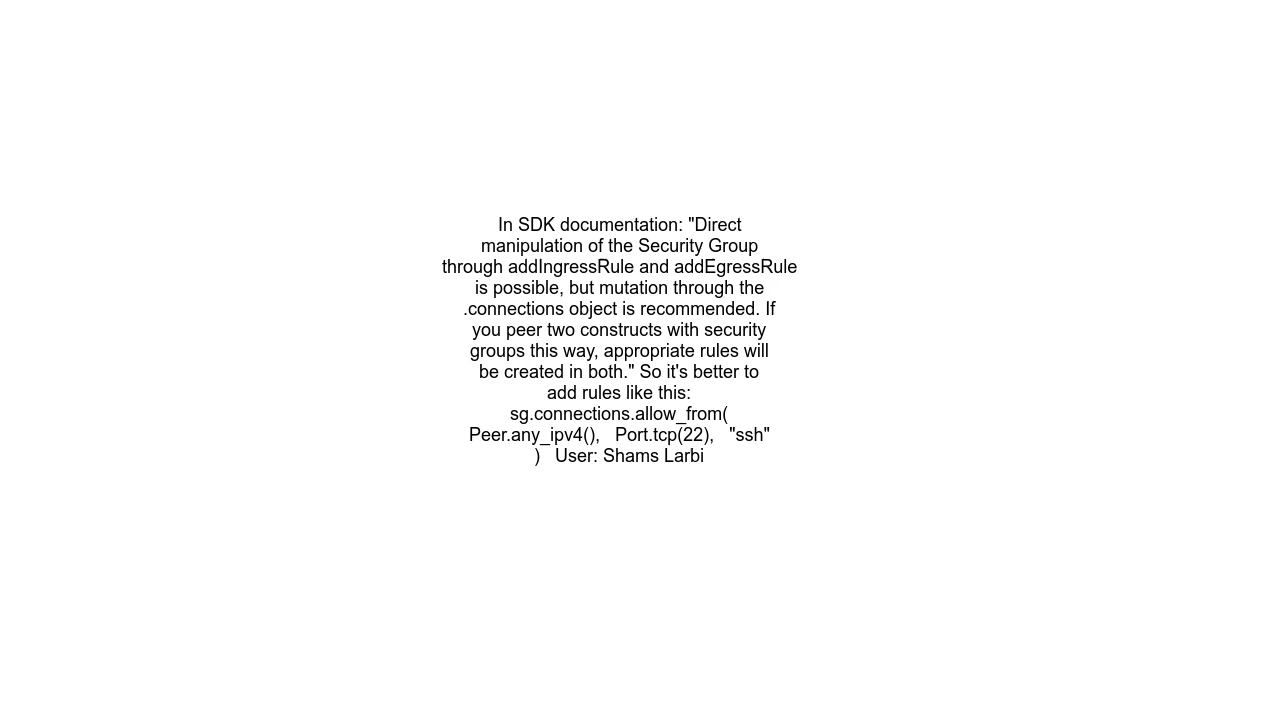 In SDK documentation: "Direct
manipulation of the Security Group
through addIngressRule and addEgressRule
is possible, but mutation through the
.connections object is recommended. If
you peer two constructs with security
groups this way, appropriate rules will
be created in both." So it's better to
add rules like this:
sg.connections.allow_from(
Peer.any_ipv4(),   Port.tcp(22),   "ssh"
)   User: Shams Larbi